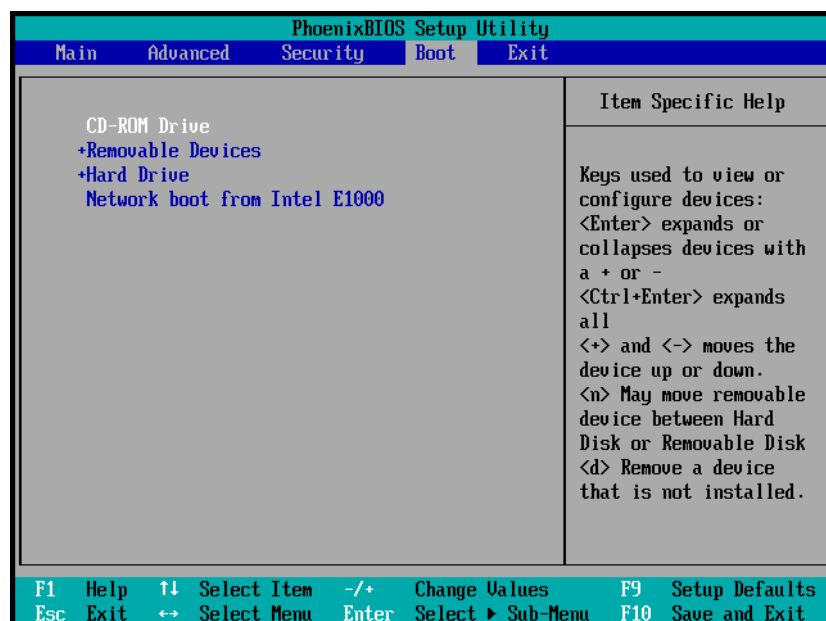 PhoenixBIOS Setup Utility
Main Advanced Security Boot Exit
CD-ROM Drive
+Removable Devices
+Hard Drive
Network boot from Intel E1000
Item Specific Help
Keys used to view or
configure devices:
<Enter> expands or
collapses devices with
a + or -
<Ctrl+Enter> expands
all
<+> and <-> moves the
device up or down.
<n> May move removable
device between Hard
Disk or Removable Disk
<d> Remove a device
that is not installed.
F1 Help ↑↓ Select Item -/+ Change Values F9 Setup Defaults
Esc Exit ↔ Select Menu Enter Select ▶ Sub-Menu F10 Save and Exit